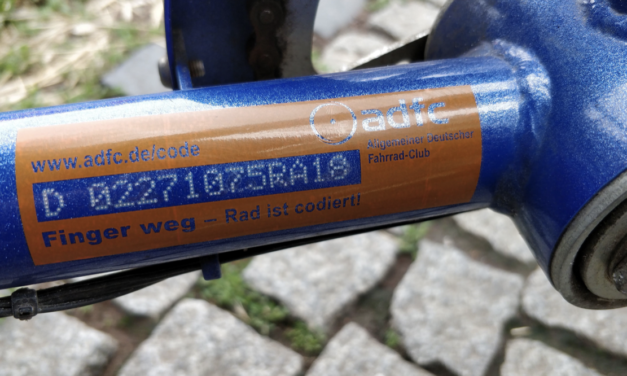 adfc
Allgemeiner Deutscher
Fahrrad-Club
www.adfc.de/code
D 02271075RA18
Finger weg – Rad ist codiert!